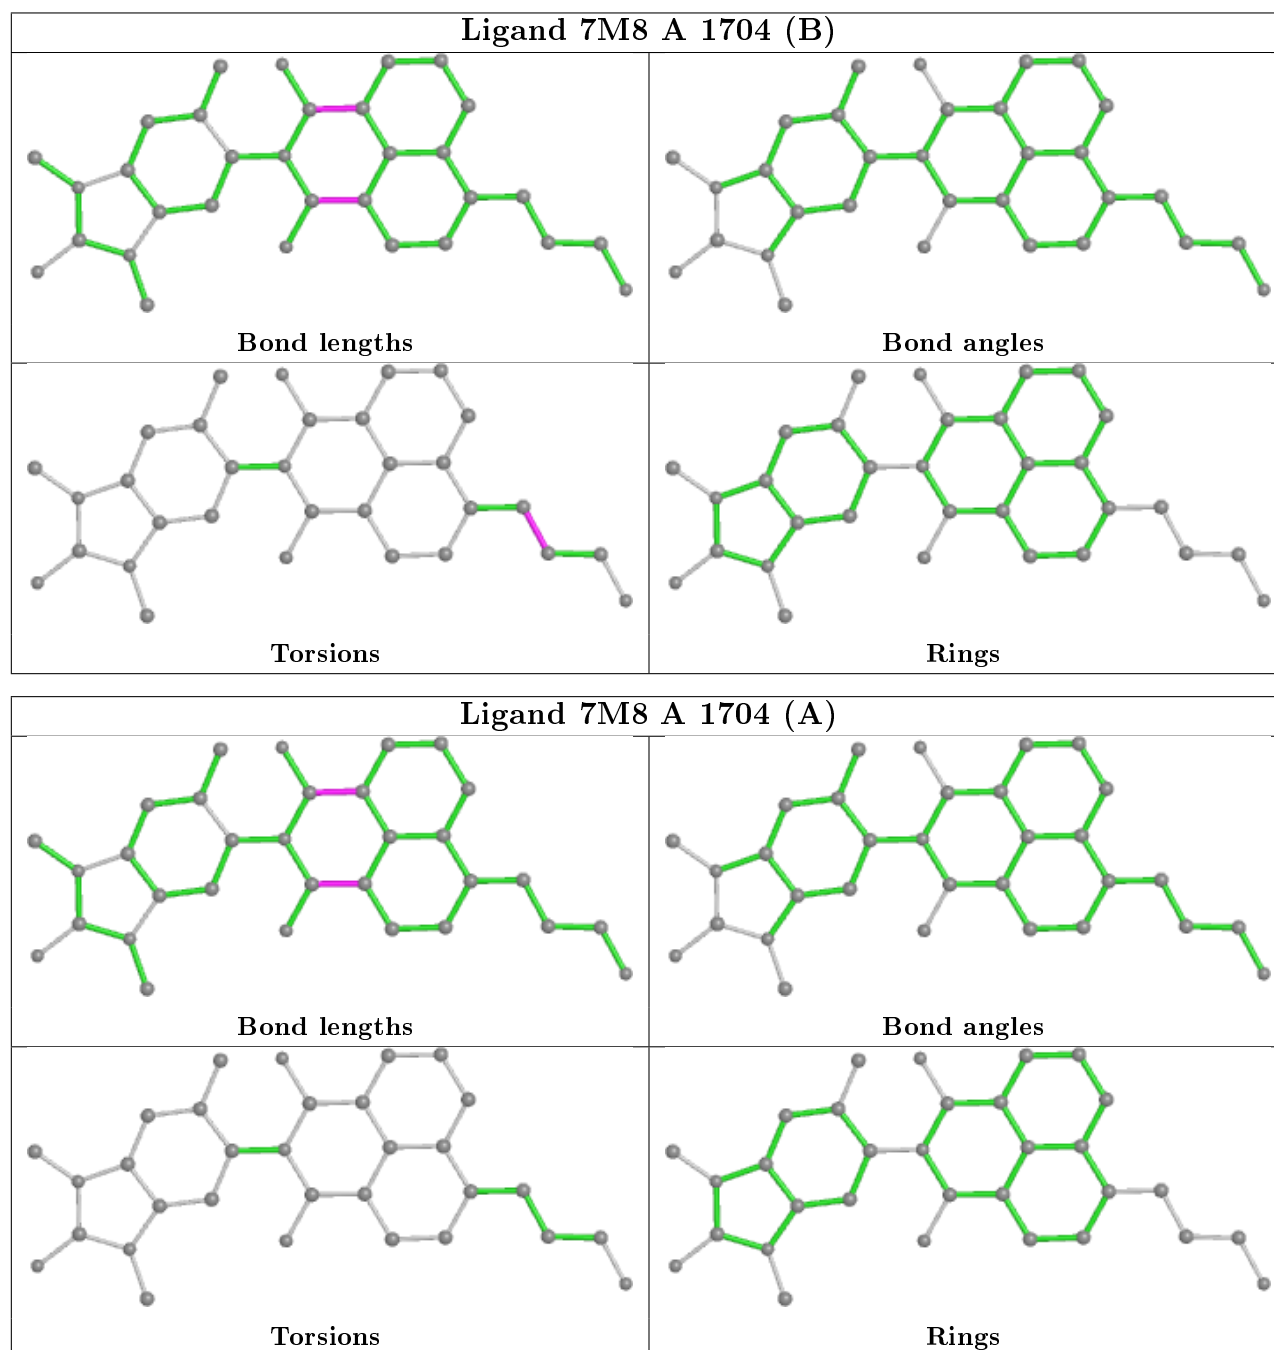 Ligand 7M8 A 1704 (B)
Bond lengths
Bond angles
Torsions
Rings
Ligand 7M8 A 1704 (A)
Bond lengths
Bond angles
Torsions
Rings